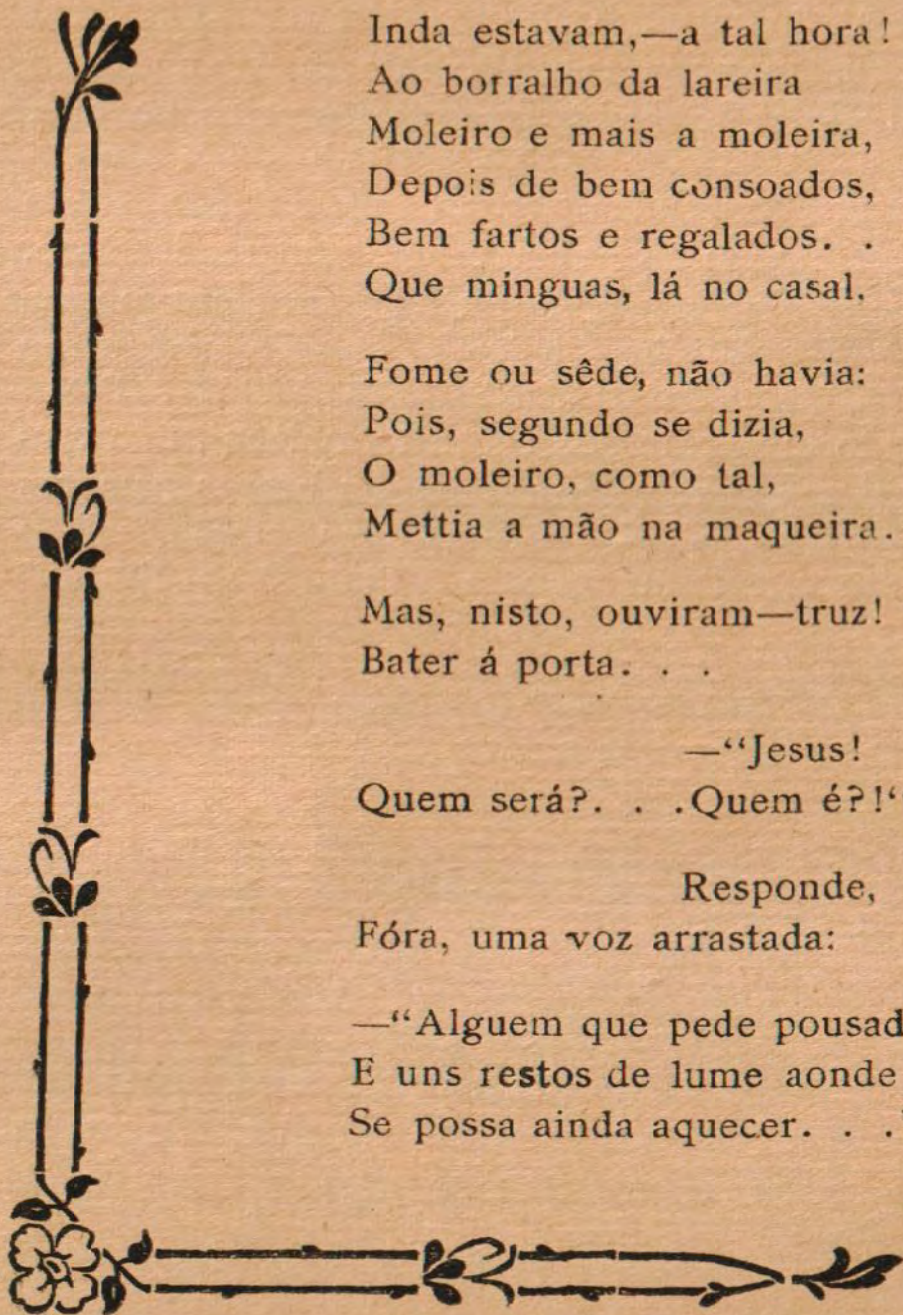 Inda estavam,—a tal hora!
Ao borralho da lareira
Moleiro e mais a moleira,
Depois de bem consoados,
Bem fartos e regalados. .
Que minguas, lá no casal.
Fome ou sêde, não havia:
Pois, segundo se dizia,
O moleiro, como tal,
Mettia a mão na maqueira.
Mas, nisto, ouviram—truz!
Bater á porta. . .
—“Jesus!
Quem será?. . .Quem é?!“
Responde,
Fóra, uma voz arrastada:
—“Alguem que pede pousad
E uns restos de lume aonde
Se possa ainda aquecer. . .